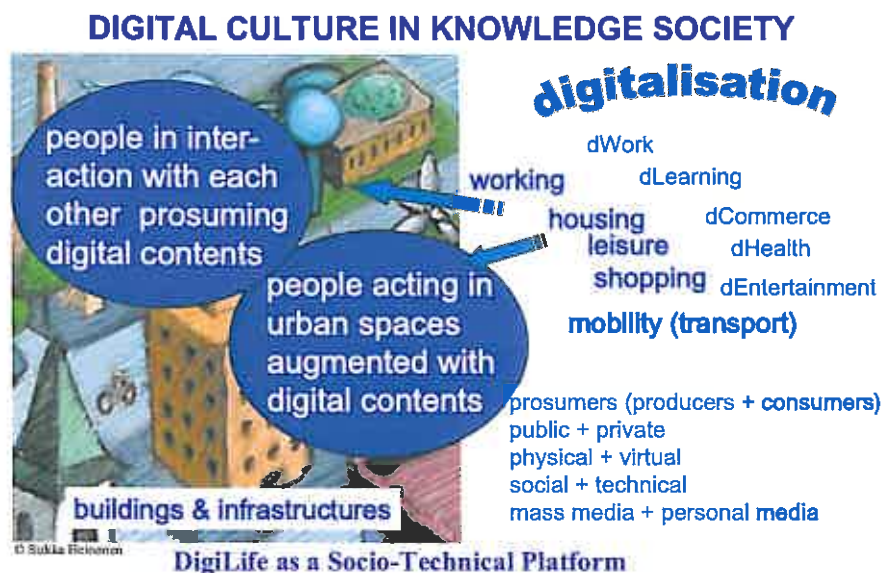 DIGITAL CULTURE IN KNOWLEDGE SOCIETY
digitalisation
people in inter-
action with each
other prosuming
digital contents
people acting in
urban spaces
augmented with
digital contents
buildings & infrastructures
dWork
working
dLearning
housing
dCommerce
leisure
dHealth
shopping
dEntertainment
mobility (transport)
prosumers (producers + consumers)
public + private
physical + virtual
social + technical
mass media + personal media
© Sirkka Heinonen
DigiLife as a Socio-Technical Platform